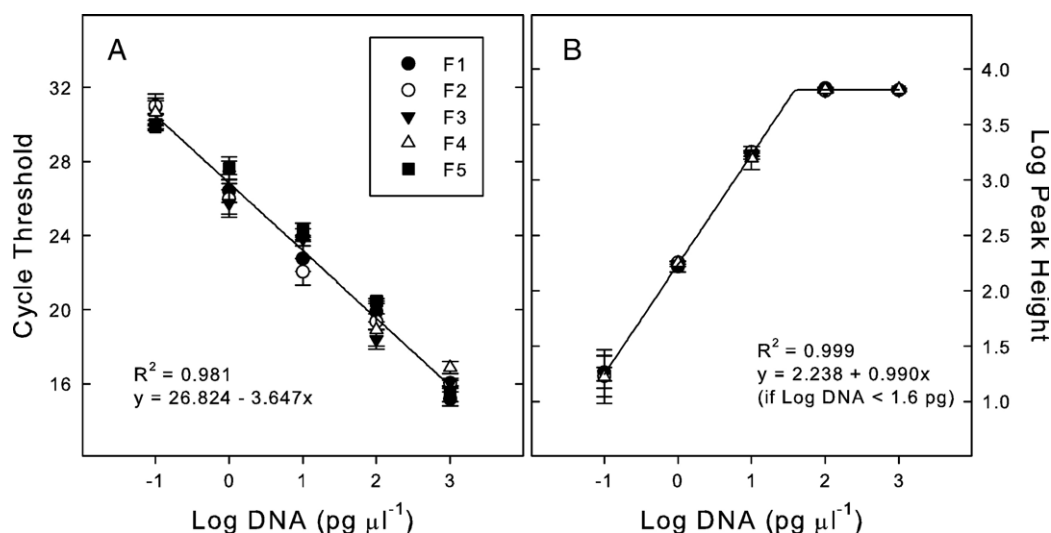 A
F1
F2
F3
F4
F5
Cycle Threshold
32
28
24
20
16
R² = 0.981
y = 26.824 - 3.647x
-1 0 1 2 3
Log DNA (pg µl⁻¹)
B
Log Peak Height
4.0
3.5
3.0
2.5
2.0
1.5
1.0
R² = 0.999
y = 2.238 + 0.990x
(if Log DNA < 1.6 pg)
-1 0 1 2 3
Log DNA (pg µl⁻¹)